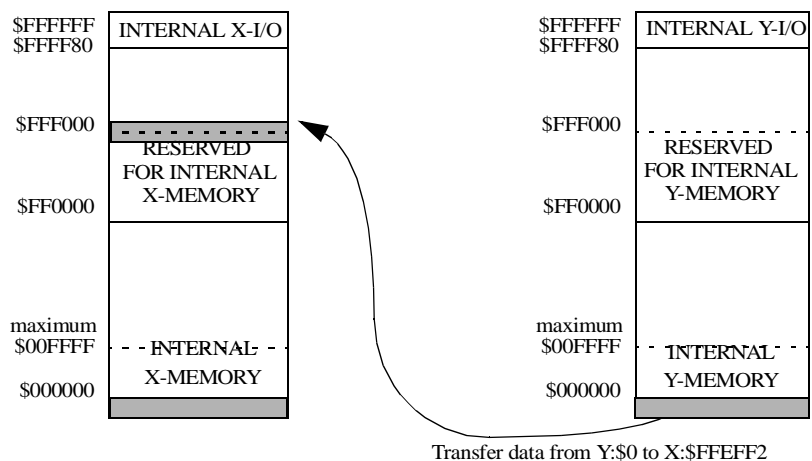 $FFFFFF
$FFFF80
INTERNAL X-I/O
$FFF000
RESERVED
FOR INTERNAL
X-MEMORY
$FF0000
maximum
$00FFFF
INTERNAL
X-MEMORY
$000000
$FFFFFF
$FFFF80
INTERNAL Y-I/O
$FFF000
RESERVED
FOR INTERNAL
Y-MEMORY
$FF0000
maximum
$00FFFF
INTERNAL
Y-MEMORY
$000000
Transfer data from Y:$0 to X:$FFEFF2